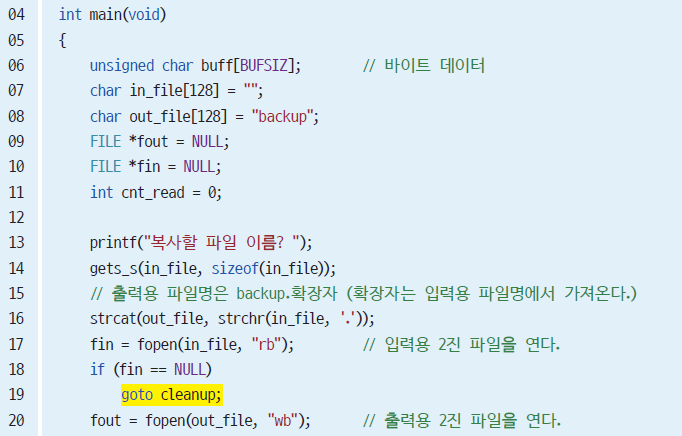 04 int main(void)
05 {
06 unsigned char buff[BUFSIZ]; // 바이트 데이터
07 char in_file[128] = "";
08 char out_file[128] = "backup";
09 FILE *fout = NULL;
10 FILE *fin = NULL;
11 int cnt_read = 0;
12
13 printf("복사할 파일 이름? ");
14 gets_s(in_file, sizeof(in_file));
15 // 출력용 파일명은 backup.확장자 (확장자는 입력용 파일명에서 가져온다.)
16 strcat(out_file, strchr(in_file, '.'));
17 fin = fopen(in_file, "rb"); // 입력용 2진 파일을 연다.
18 if (fin == NULL)
19 goto cleanup;
20 fout = fopen(out_file, "wb"); // 출력용 2진 파일을 연다.